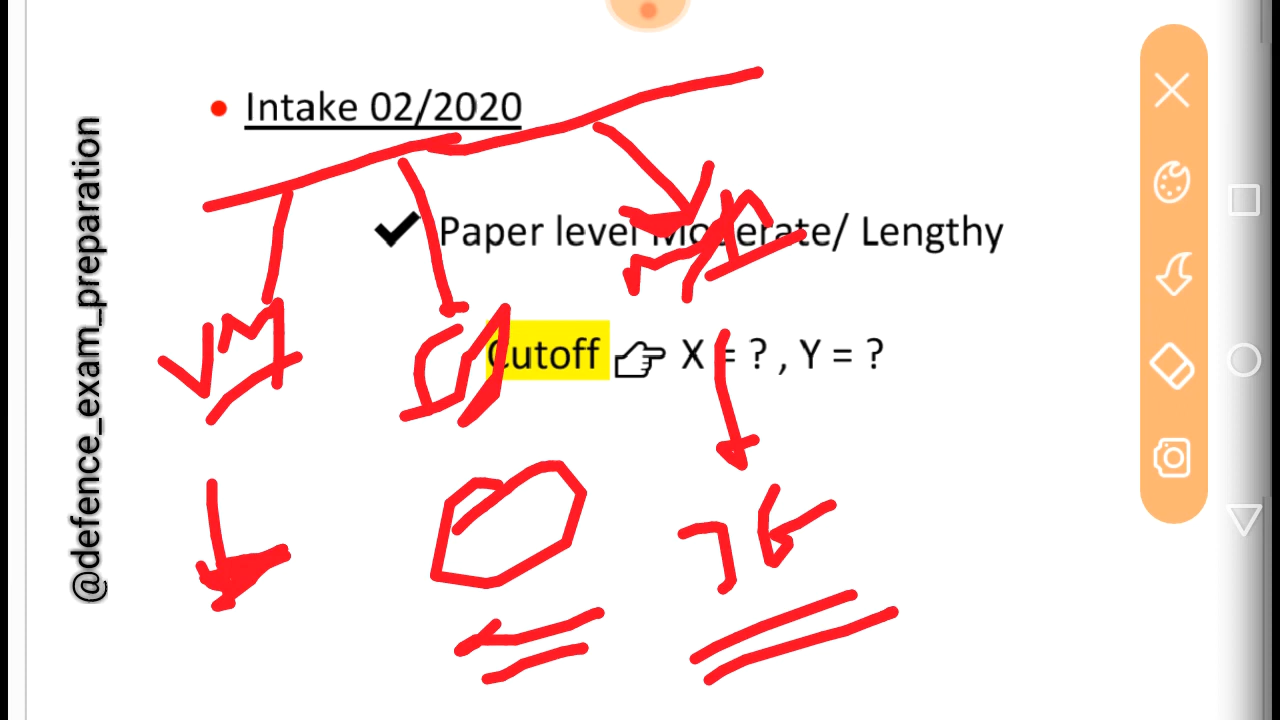 Intake 02/2020
@defence_exam_preparation
Paper level Moderate/ Lengthy
Cutoff X = ? , Y = ?